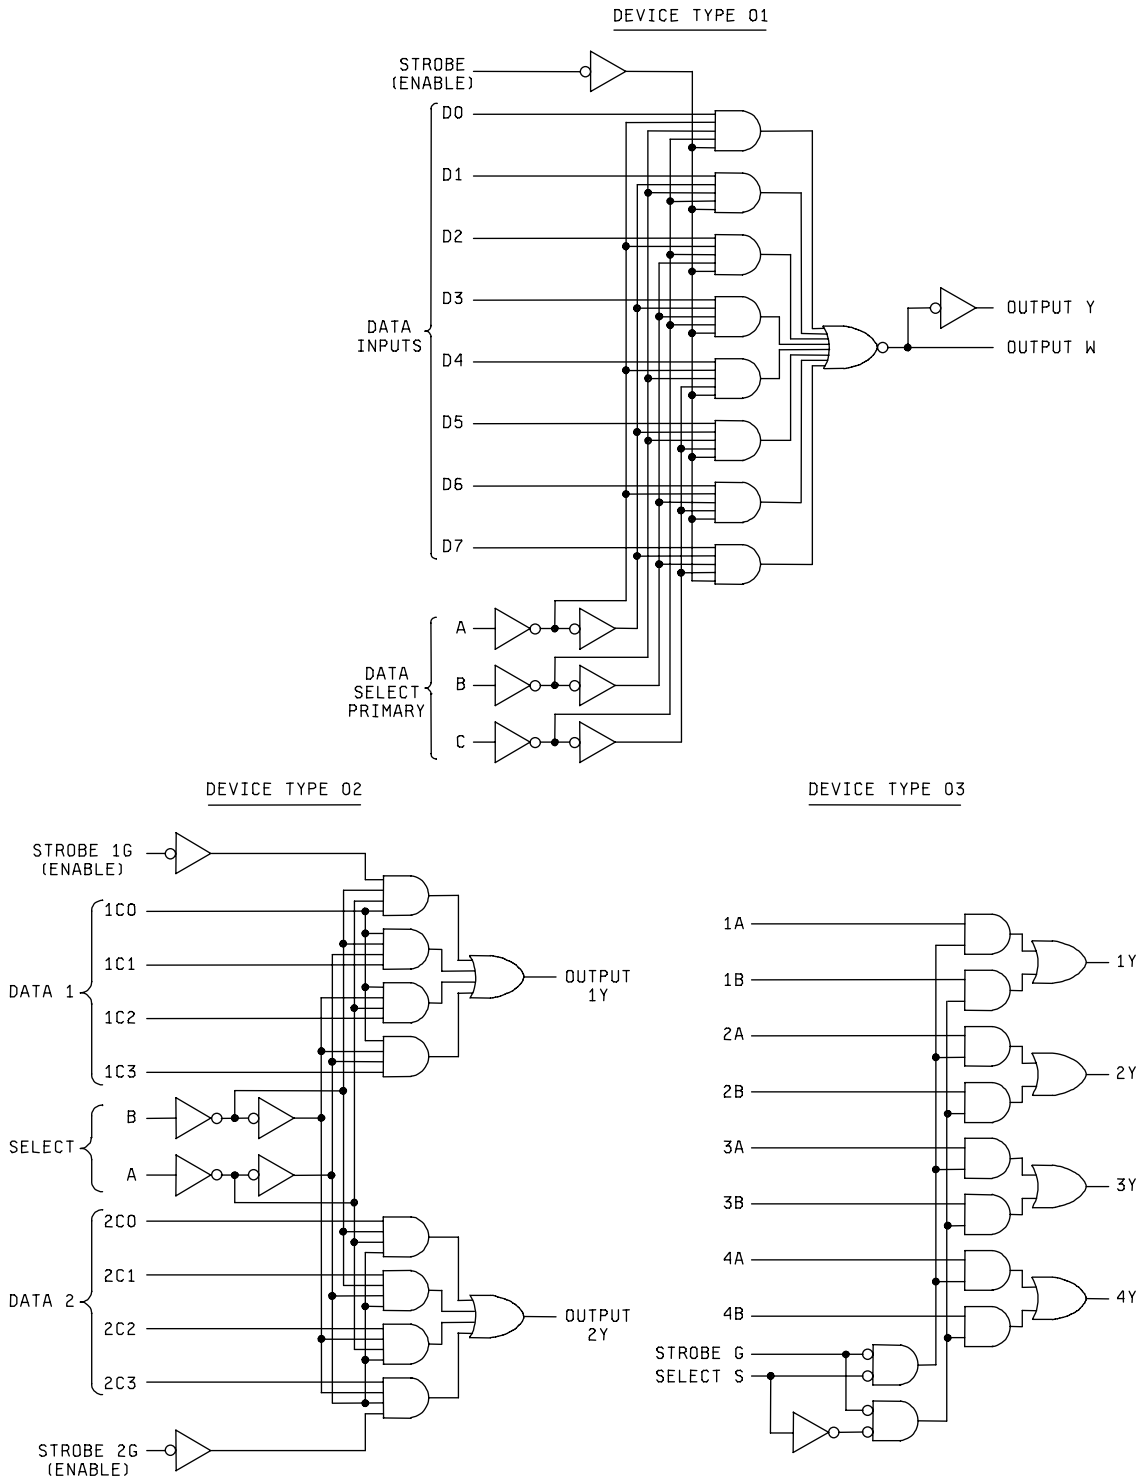 DEVICE TYPE 01
STROBE
(ENABLE)
D0
D1
D2
D3
DATA
INPUTS
D4
D5
D6
D7
OUTPUT Y
OUTPUT W
A
DATA
SELECT
PRIMARY
B
C
DEVICE TYPE 02
STROBE 1G
(ENABLE)
1C0
1C1
DATA 1
1C2
1C3
OUTPUT
1Y
B
SELECT
A
2C0
2C1
DATA 2
2C2
2C3
OUTPUT
2Y
STROBE 2G
(ENABLE)
DEVICE TYPE 03
1A
1Y
1B
2A
2Y
2B
3A
3Y
3B
4A
4Y
4B
STROBE G
SELECT S